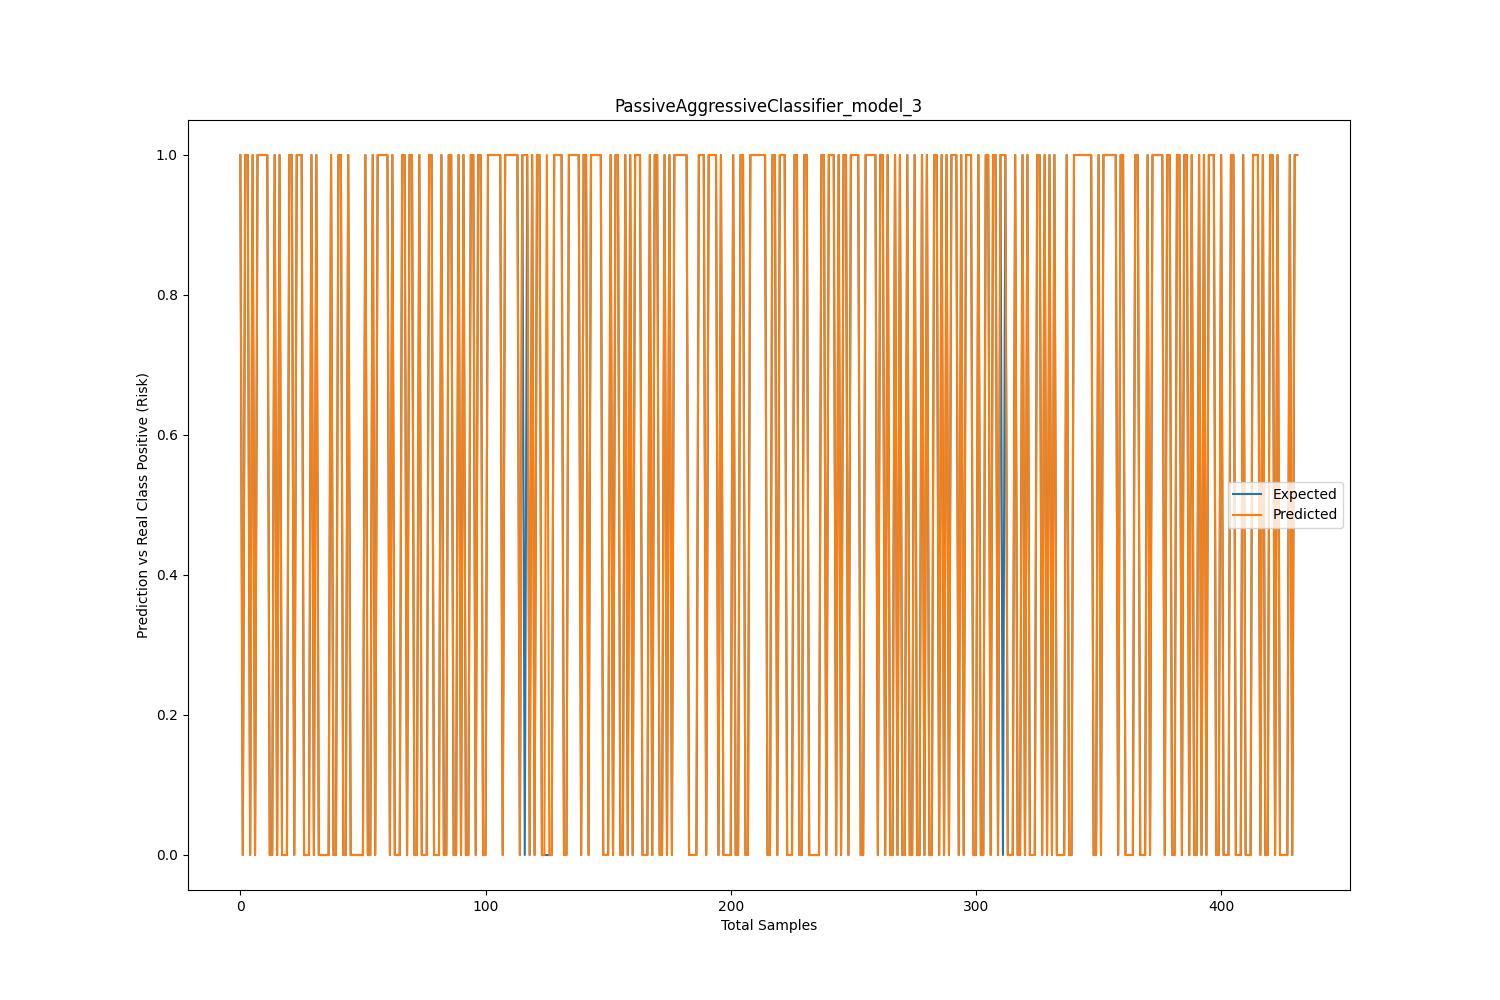 PassiveAggressiveClassifier_model_3
Prediction vs Real Class Positive (Risk)
1.0
0.8
0.6
0.4
0.2
0.0
Expected
Predicted
0 100 200 300 400
Total Samples